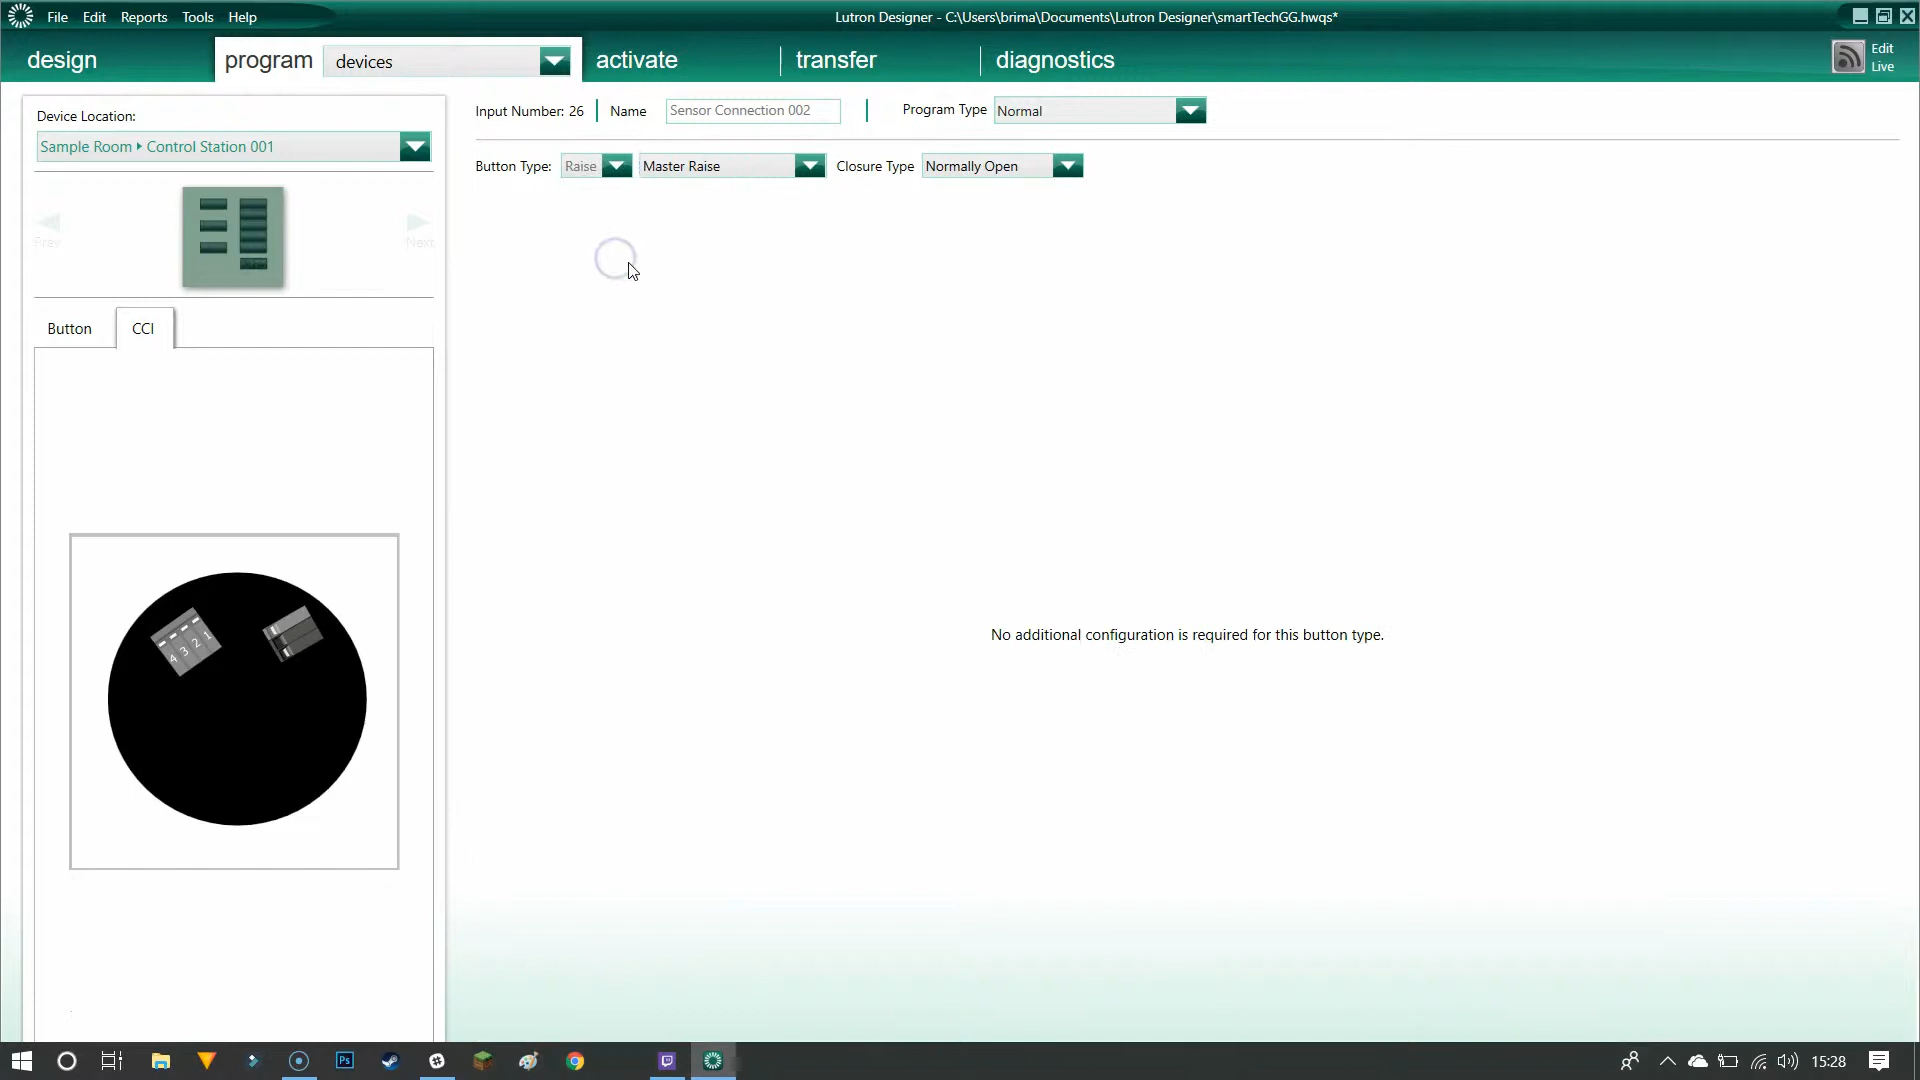 File Edit Reports Tools Help
Lutron Designer - C:\Users\brima\Documents\Lutron Designer\smartTechGG.hwqs*
design program devices activate transfer diagnostics
Edit
Live
Device Location:
Sample Room Control Station 001
Prev
Next
Button CCI
4 3 2 1
Input Number: 26 Name Sensor Connection 002 Program Type Normal
Button Type: Raise Master Raise Closure Type Normally Open
No additional configuration is required for this button type.
Ps
15:28